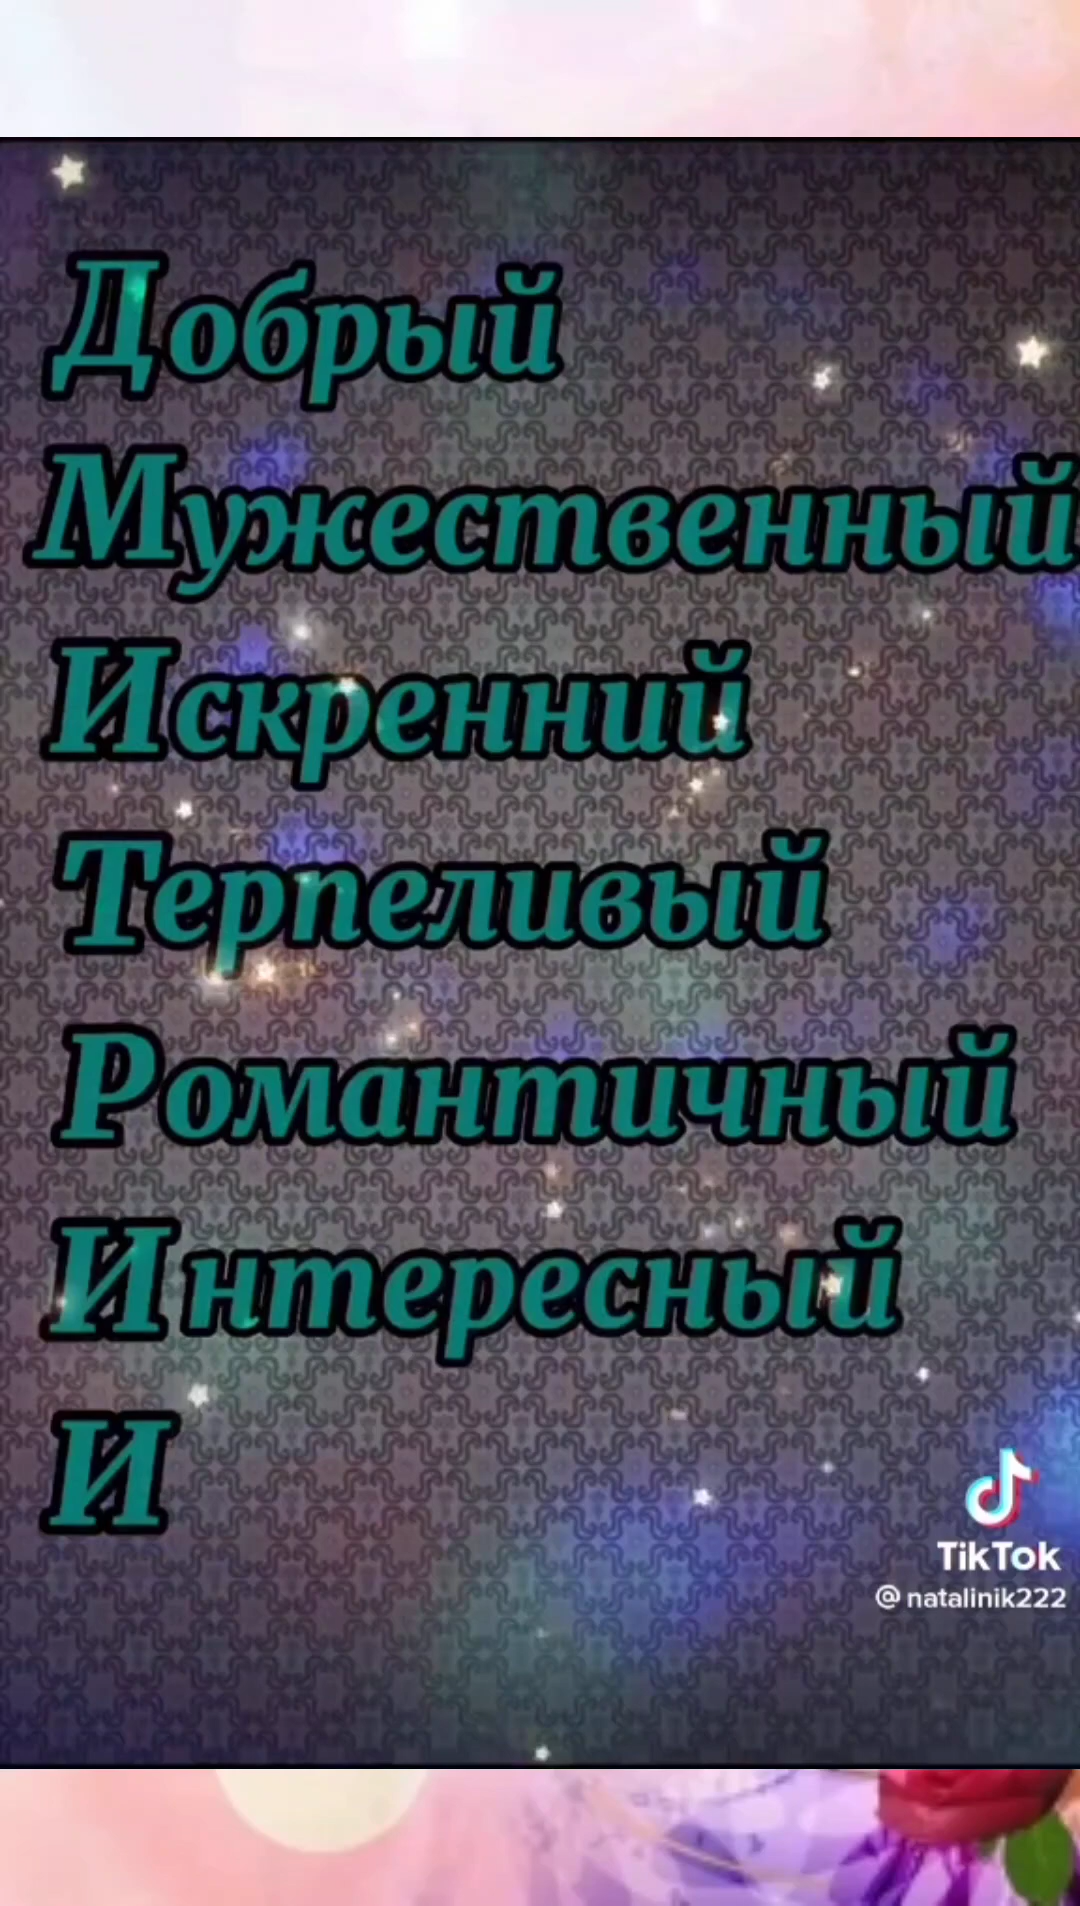 Добрый
Мужественный
Искренний
Терпеливый
Романтичный
Интересный
И
TikTok
@natalinik222